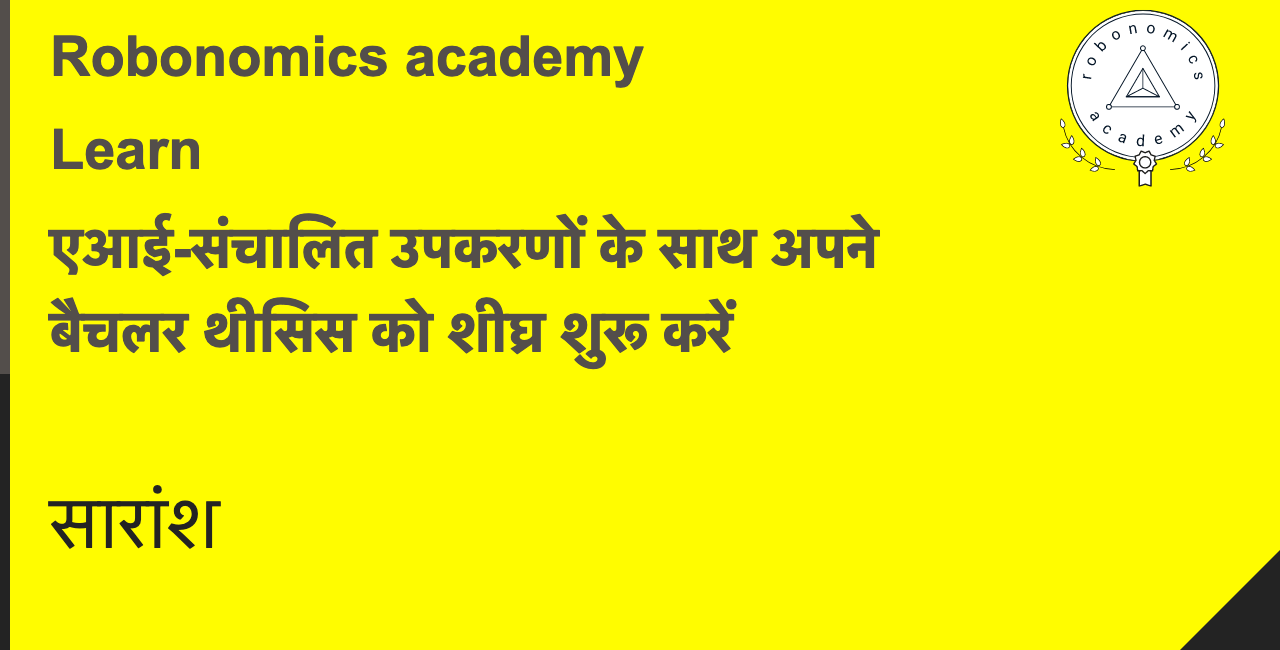 Robonomics academy
robonomics
academy
Learn
एआई-संचालित उपकरणों के साथ अपने
बैचलर थीसिस को शीघ्र शुरू करें
सारांश